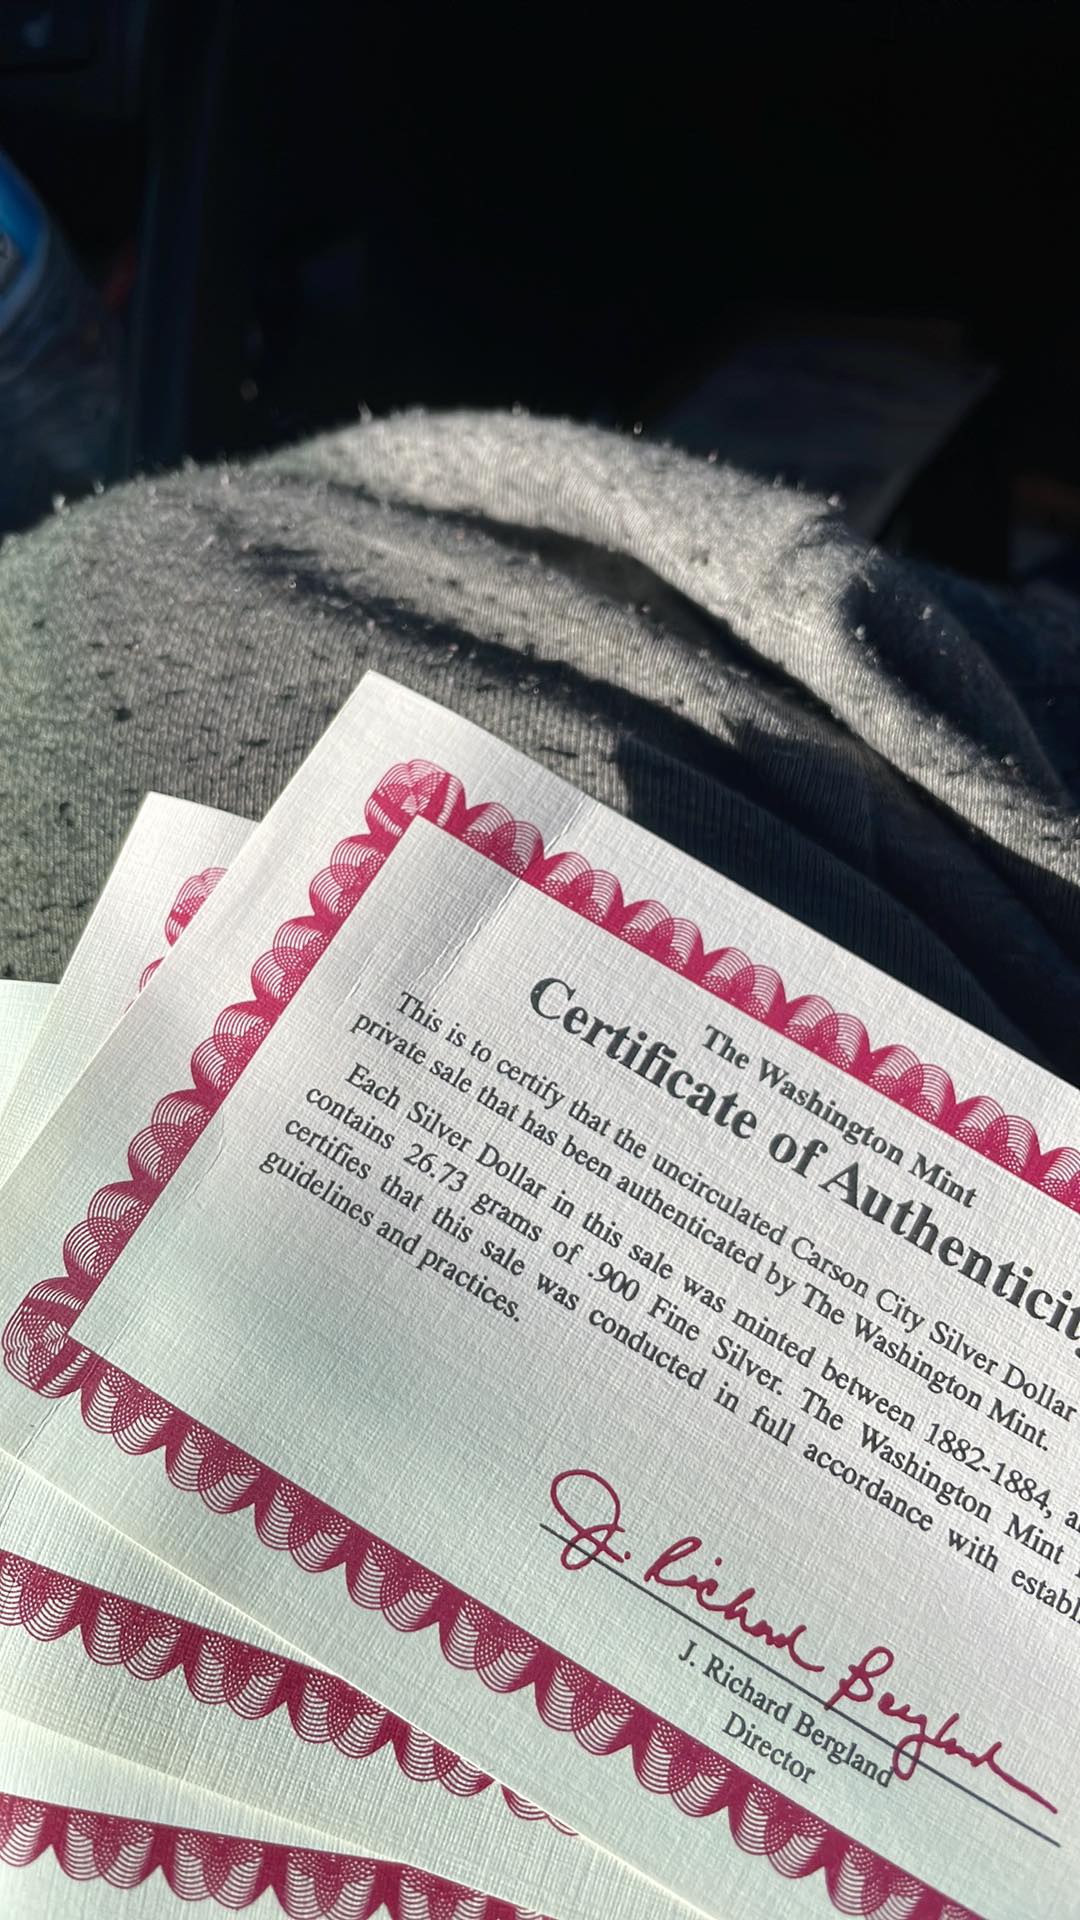 The Washington Mint
Certificate of Authenticity
This is to certify that the uncirculated Carson City Silver Dollar
private sale that has been authenticated by The Washington Mint.
Each Silver Dollar in this sale was minted between 1882-1884,
contains 26.73 grams of .900 Fine Silver. The Washington Mint
certifies that this sale was conducted in full accordance with
guidelines and practices.
J. Richard Bergland
J. Richard Bergland
Director